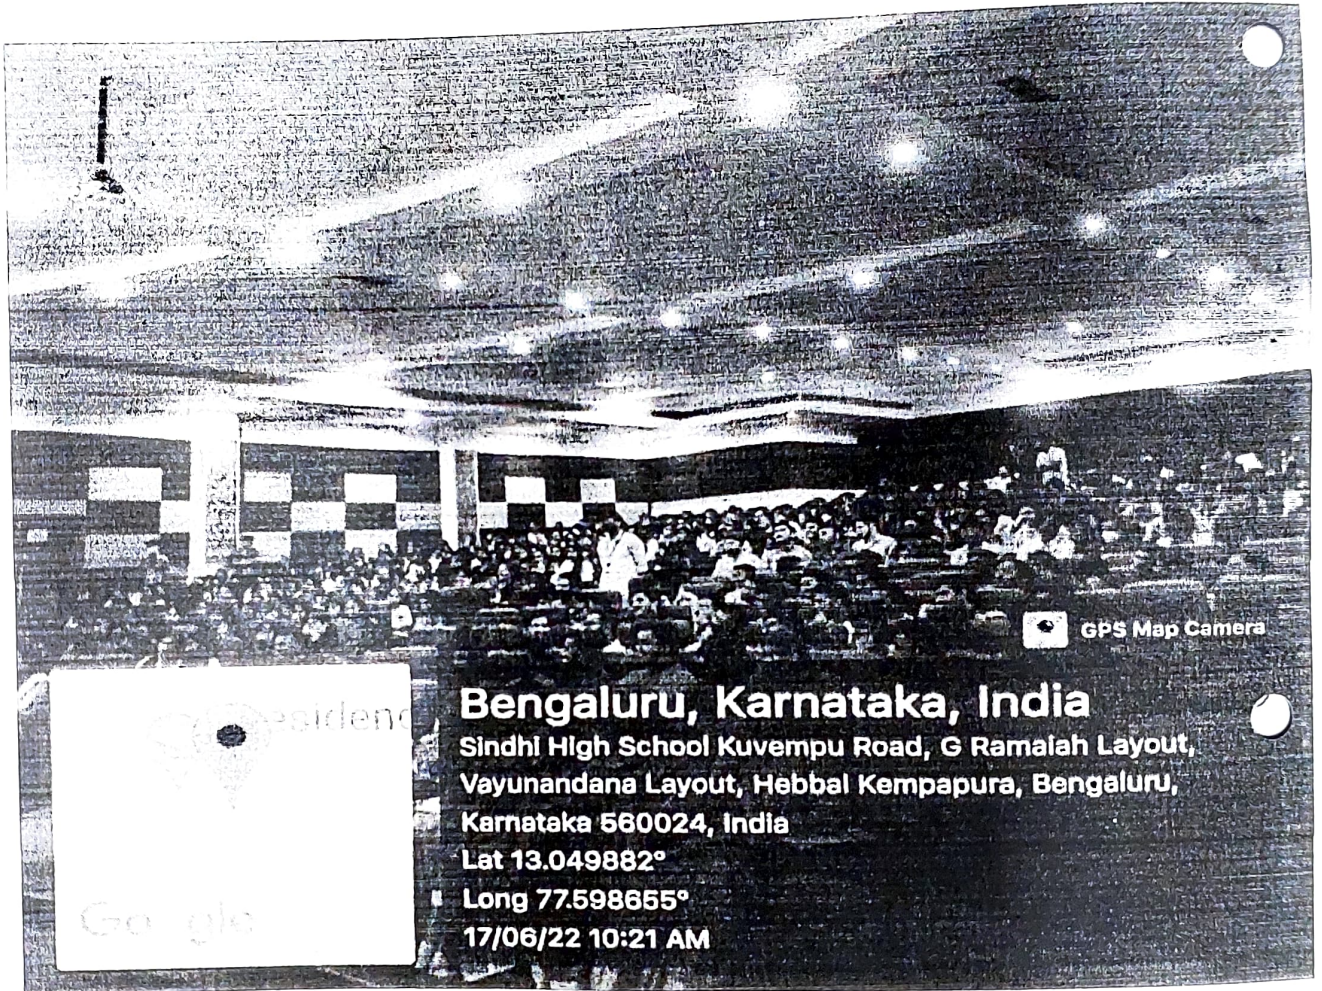 GPS Map Camera
Bengaluru, Karnataka, India
Sindhi High School Kuvempu Road, G Ramaiah Layout,
Vayunandana Layout, Hebbal Kempapura, Bengaluru,
Karnataka 560024, India
Lat 13.049882°
Long 77.598655°
17/06/22 10:21 AM
Google